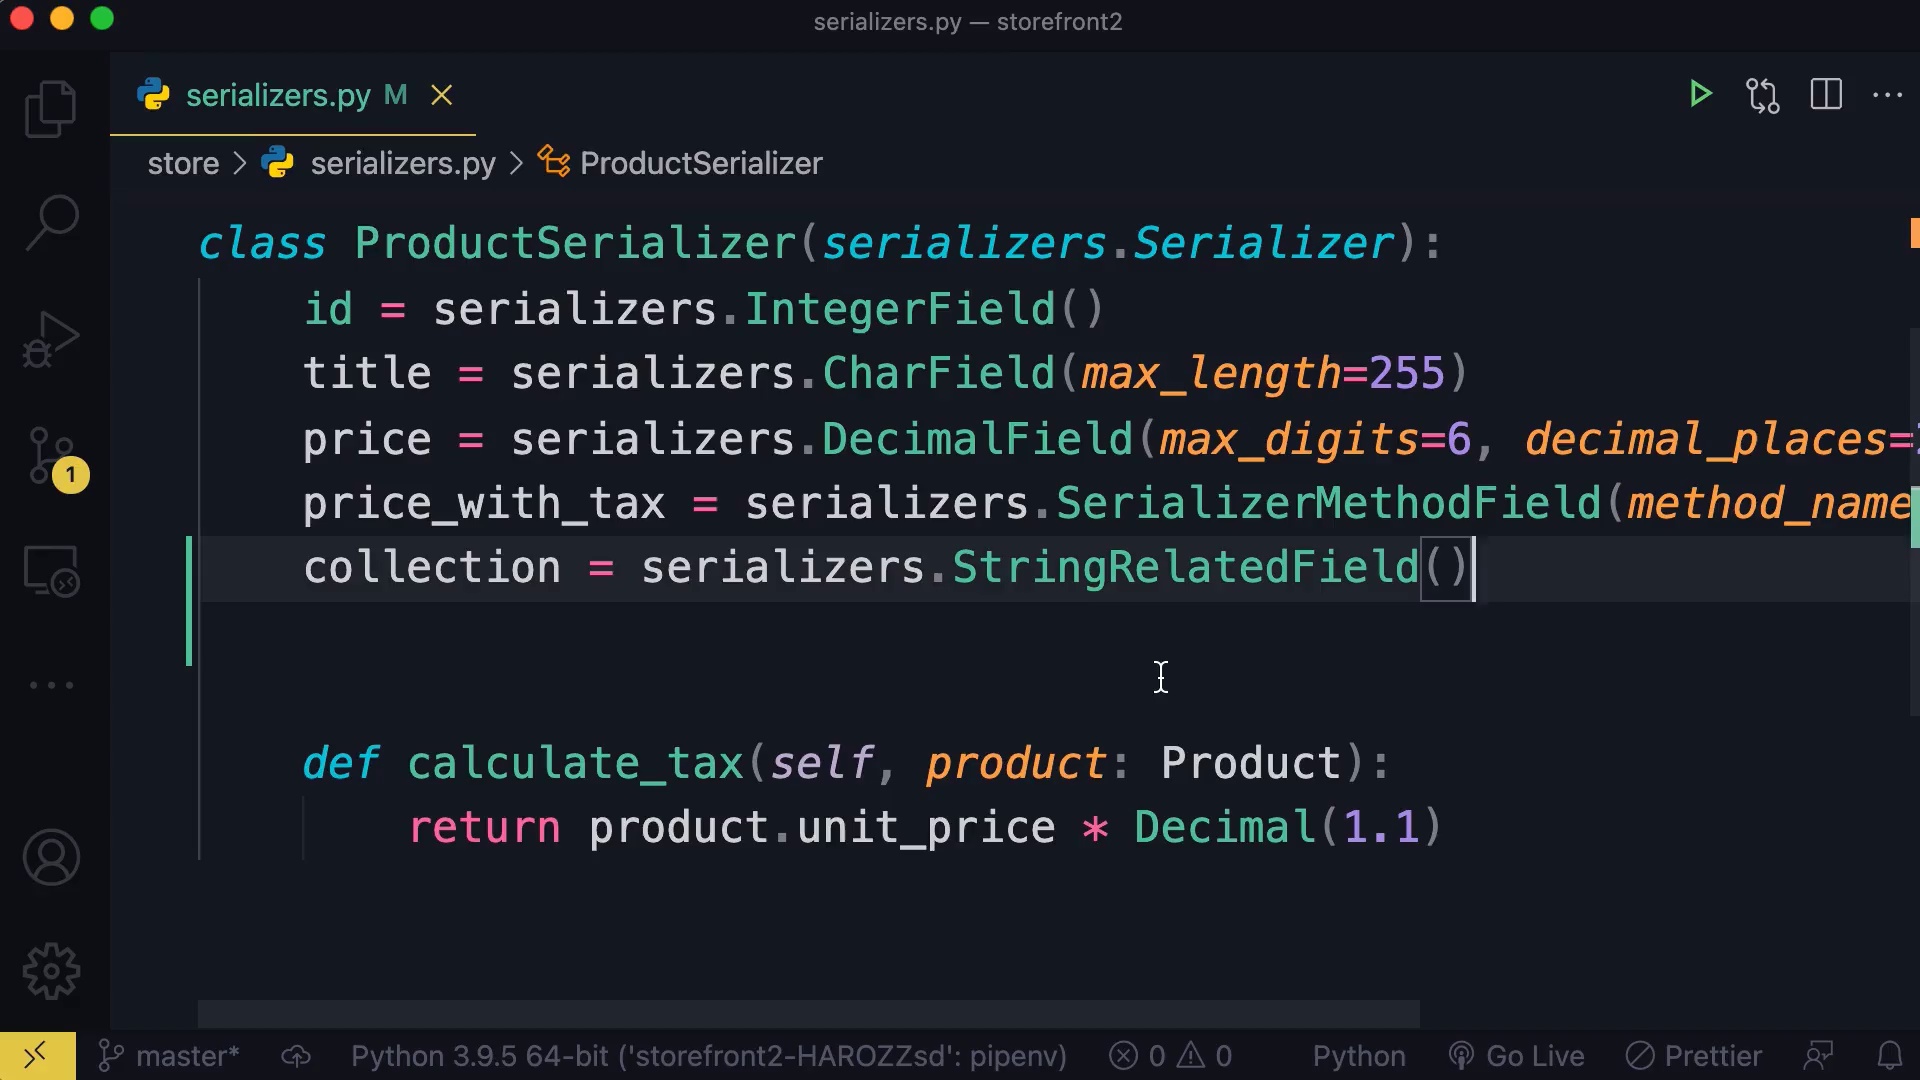 serializers.py — storefront2
serializers.py M
store > serializers.py > ProductSerializer
class ProductSerializer(serializers.Serializer):
id = serializers.IntegerField()
title = serializers.CharField(max_length=255)
price = serializers.DecimalField(max_digits=6, decimal_places=
price_with_tax = serializers.SerializerMethodField(method_name
collection = serializers.StringRelatedField()
def calculate_tax(self, product: Product):
return product.unit_price * Decimal(1.1)
1
master* Python 3.9.5 64-bit ('storefront2-HAROZZsd': pipenv) 0 0 Python Go Live Prettier